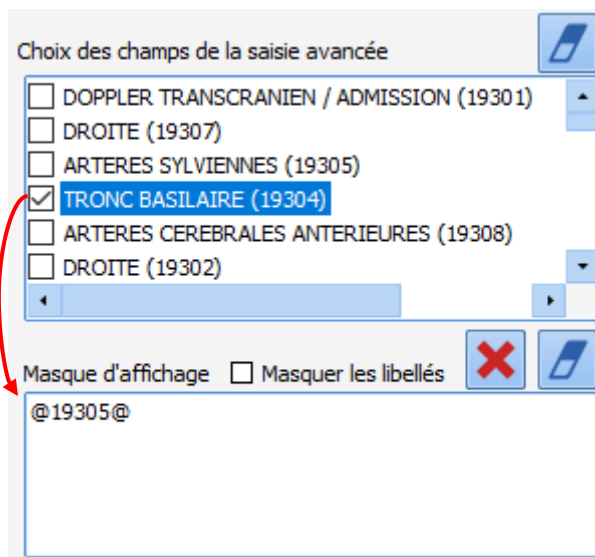 Choix des champs de la saisie avancée
DOPPLER TRANSCRANIEN / ADMISSION (19301)
DROITE (19307)
ARTERES SYLVIENNES (19305)
TRONC BASILAIRE (19304)
ARTERES CEREBRALES ANTERIEURES (19308)
DROITE (19302)
Masque d'affichage Masquer les libellés
@19305@